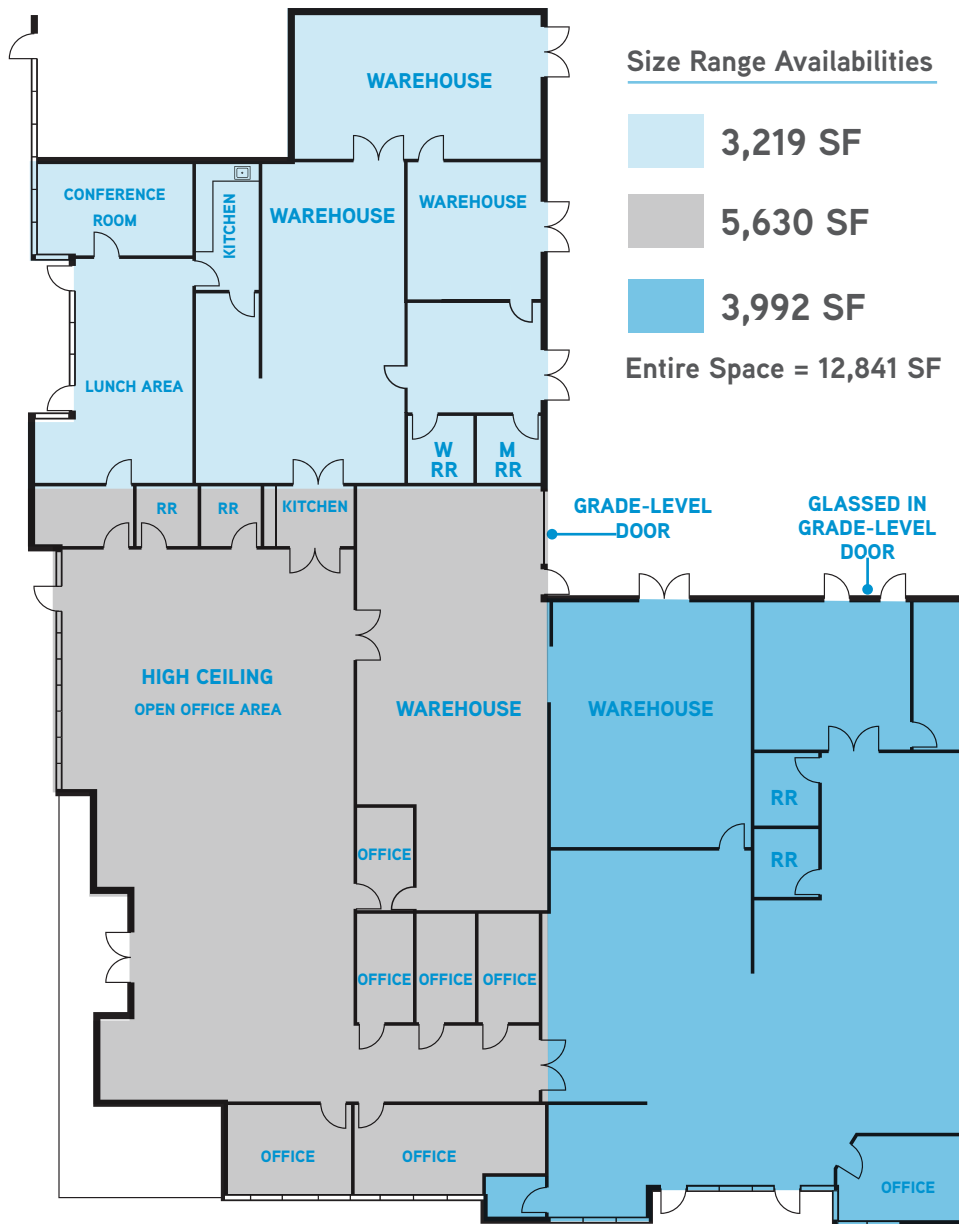 Size Range Availabilities
3,219 SF
5,630 SF
3,992 SF
Entire Space = 12,841 SF
WAREHOUSE
CONFERENCE
ROOM
KITCHEN
WAREHOUSE
WAREHOUSE
LUNCH AREA
W
RR
M
RR
RR
RR
KITCHEN
GRADE-LEVEL
DOOR
GLASSED IN
GRADE-LEVEL
DOOR
HIGH CEILING
OPEN OFFICE AREA
WAREHOUSE
WAREHOUSE
RR
RR
OFFICE
OFFICE
OFFICE
OFFICE
OFFICE
OFFICE
OFFICE